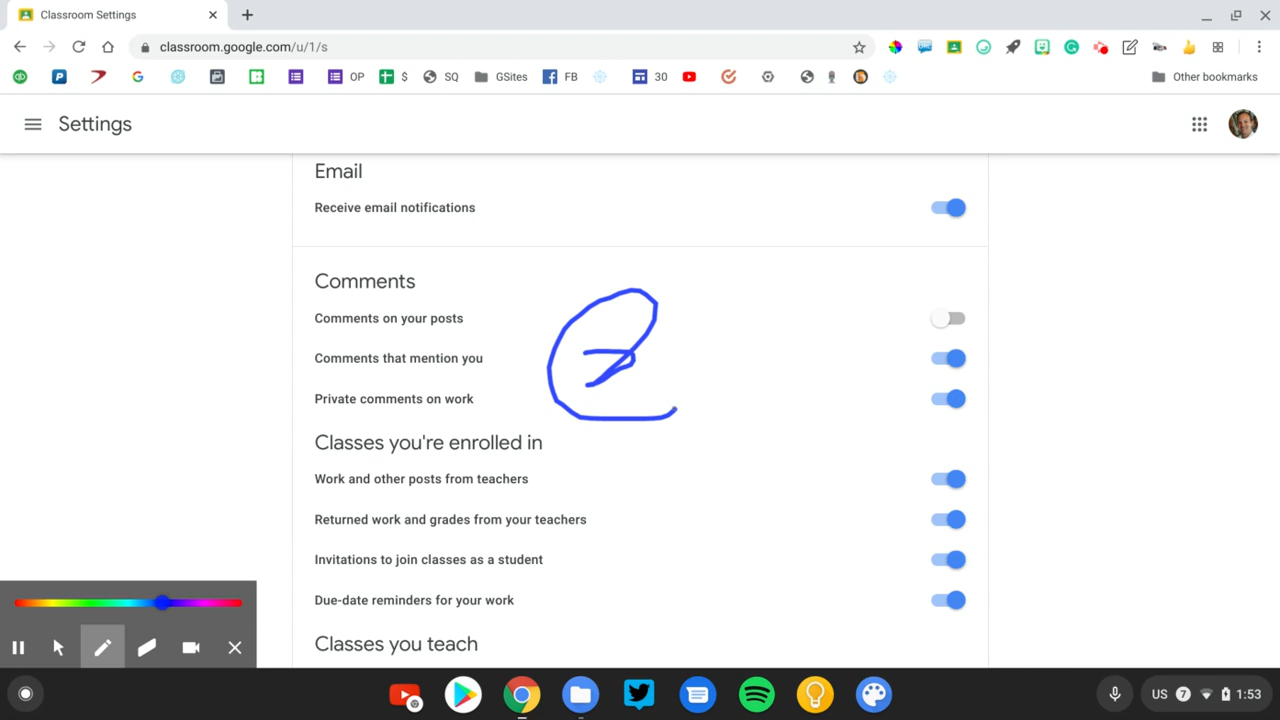 Classroom Settings
classroom.google.com/u/1/s
OP
$
SQ
GSites
FB
30
Other bookmarks
Settings
Email
Receive email notifications
Comments
Comments on your posts
Comments that mention you
Private comments on work
Classes you're enrolled in
Work and other posts from teachers
Returned work and grades from your teachers
Invitations to join classes as a student
Due-date reminders for your work
Classes you teach
US 7 1:53